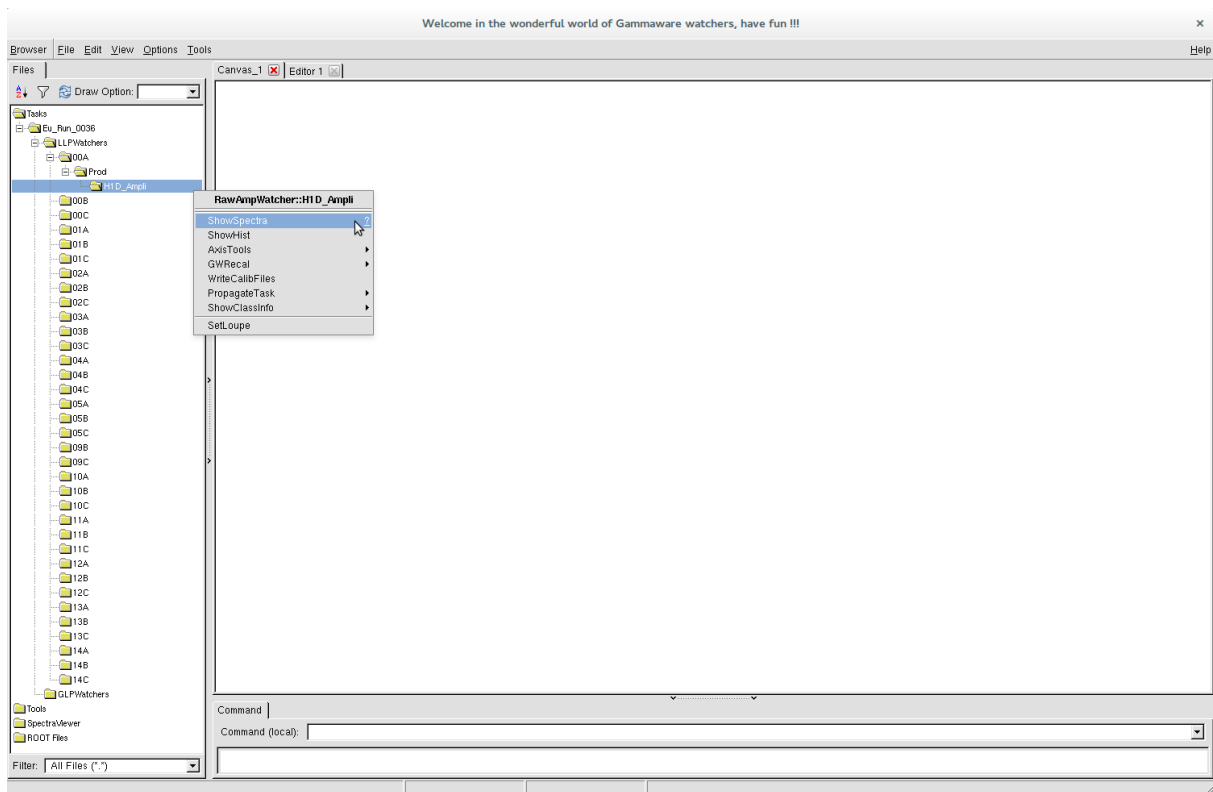 Welcome in the wonderful world of Gammaware watchers, have fun !!!
Browser File Edit View Options Tools Help
Files
Canvas_1 Editor 1
Draw Option:
Tasks
Eu_Run_0036
LLPWatchers
00A
Prod
H1D_Ampli
00B
00C
01A
01B
01C
02A
02B
02C
03A
03B
03C
04A
04B
04C
05A
05B
05C
09B
09C
10A
10B
10C
11A
11B
11C
12A
12B
12C
13A
13B
13C
14A
14B
14C
GLPWatchers
Tools
SpectraViewer
ROOT Files
Filter: All Files (*.*)
RawAmpWatcher::H1D_Ampli
ShowSpectra ?
ShowHist
AxisTools
GWRecal
WriteCalibFiles
PropagateTask
ShowClassInfo
SetLoupe
Command
Command (local):